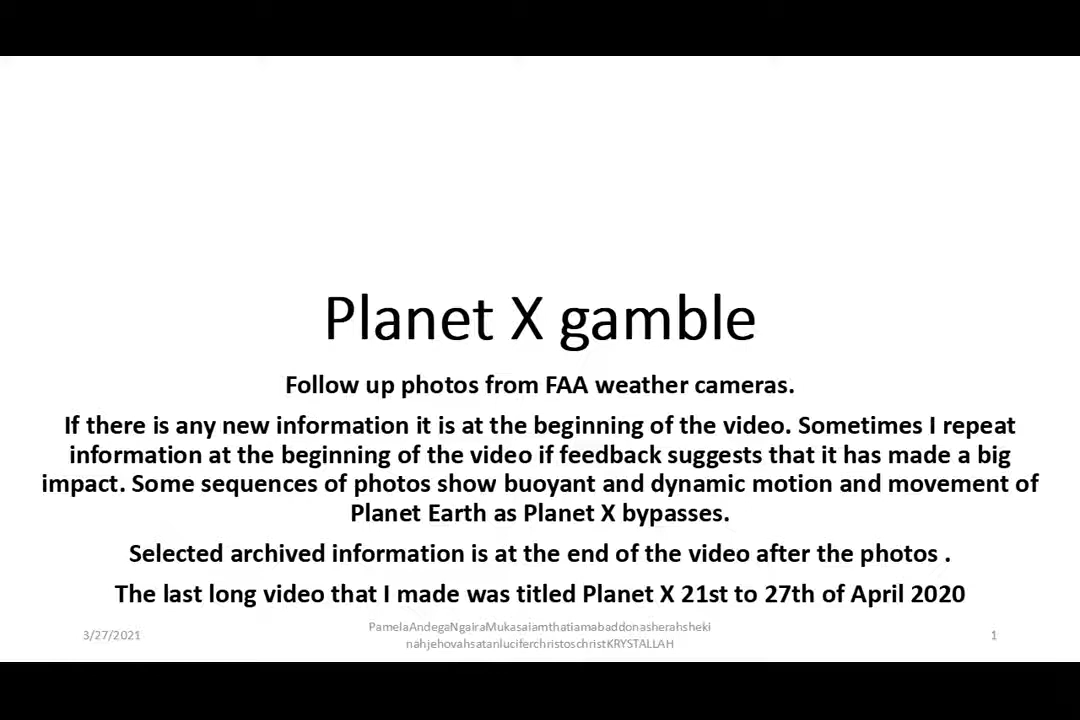 Planet X gamble
Follow up photos from FAA weather cameras.
If there is any new information it is at the beginning of the video. Sometimes I repeat
information at the beginning of the video if feedback suggests that it has made a big
impact. Some sequences of photos show buoyant and dynamic motion and movement of
Planet Earth as Planet X bypasses.
Selected archived information is at the end of the video after the photos .
The last long video that I made was titled Planet X 21st to 27th of April 2020
3/27/2021
PamelaAndegaNgairaMukasaiamthatiamabaddonasherahsheki
nahjehovahsatanluciferchristoschristKRYSTALLAH
1